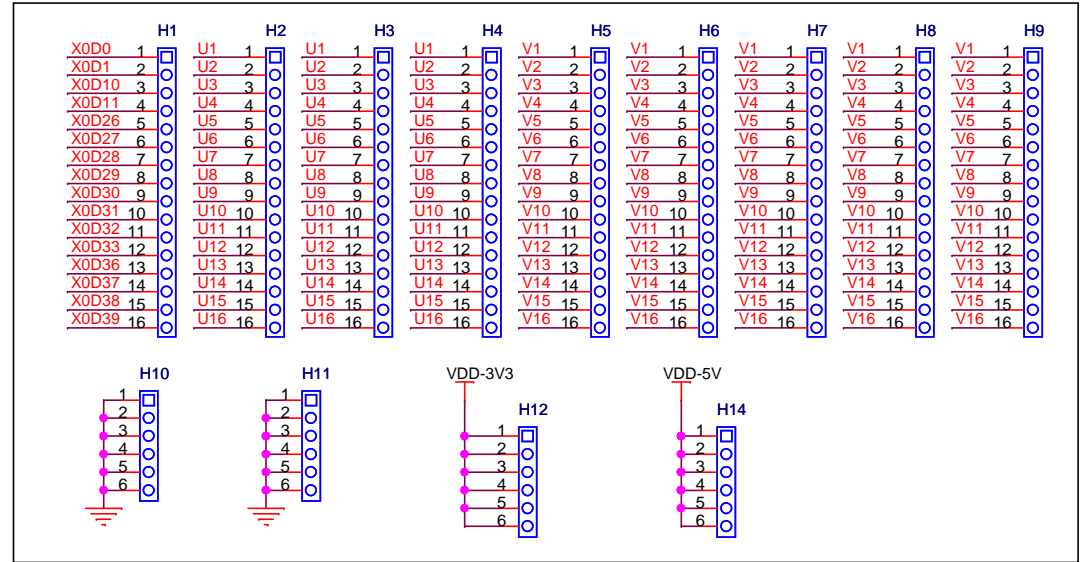 H1 H2 H3 H4 H5 H6 H7 H8 H9
X0D0 1 U1 1 U1 1 U1 1 V1 1 V1 1 V1 1 V1 1 V1 1
X0D1 2 U2 2 U2 2 U2 2 V2 2 V2 2 V2 2 V2 2 V2 2
X0D10 3 U3 3 U3 3 U3 3 V3 3 V3 3 V3 3 V3 3 V3 3
X0D11 4 U4 4 U4 4 U4 4 V4 4 V4 4 V4 4 V4 4 V4 4
X0D26 5 U5 5 U5 5 U5 5 V5 5 V5 5 V5 5 V5 5 V5 5
X0D27 6 U6 6 U6 6 U6 6 V6 6 V6 6 V6 6 V6 6 V6 6
X0D28 7 U7 7 U7 7 U7 7 V7 7 V7 7 V7 7 V7 7 V7 7
X0D29 8 U8 8 U8 8 U8 8 V8 8 V8 8 V8 8 V8 8 V8 8
X0D30 9 U9 9 U9 9 U9 9 V9 9 V9 9 V9 9 V9 9 V9 9
X0D31 10 U10 10 U10 10 U10 10 V10 10 V10 10 V10 10 V10 10 V10 10
X0D32 11 U11 11 U11 11 U11 11 V11 11 V11 11 V11 11 V11 11 V11 11
X0D33 12 U12 12 U12 12 U12 12 V12 12 V12 12 V12 12 V12 12 V12 12
X0D36 13 U13 13 U13 13 U13 13 V13 13 V13 13 V13 13 V13 13 V13 13
X0D37 14 U14 14 U14 14 U14 14 V14 14 V14 14 V14 14 V14 14 V14 14
X0D38 15 U15 15 U15 15 U15 15 V15 15 V15 15 V15 15 V15 15 V15 15
X0D39 16 U16 16 U16 16 U16 16 V16 16 V16 16 V16 16 V16 16 V16 16
H10 H11 VDD-3V3 VDD-5V
1 1
H12 H14
2 2
3 3 1 1
4 4 2 2
5 5 3 3
6 6 4 4
5 5
6 6